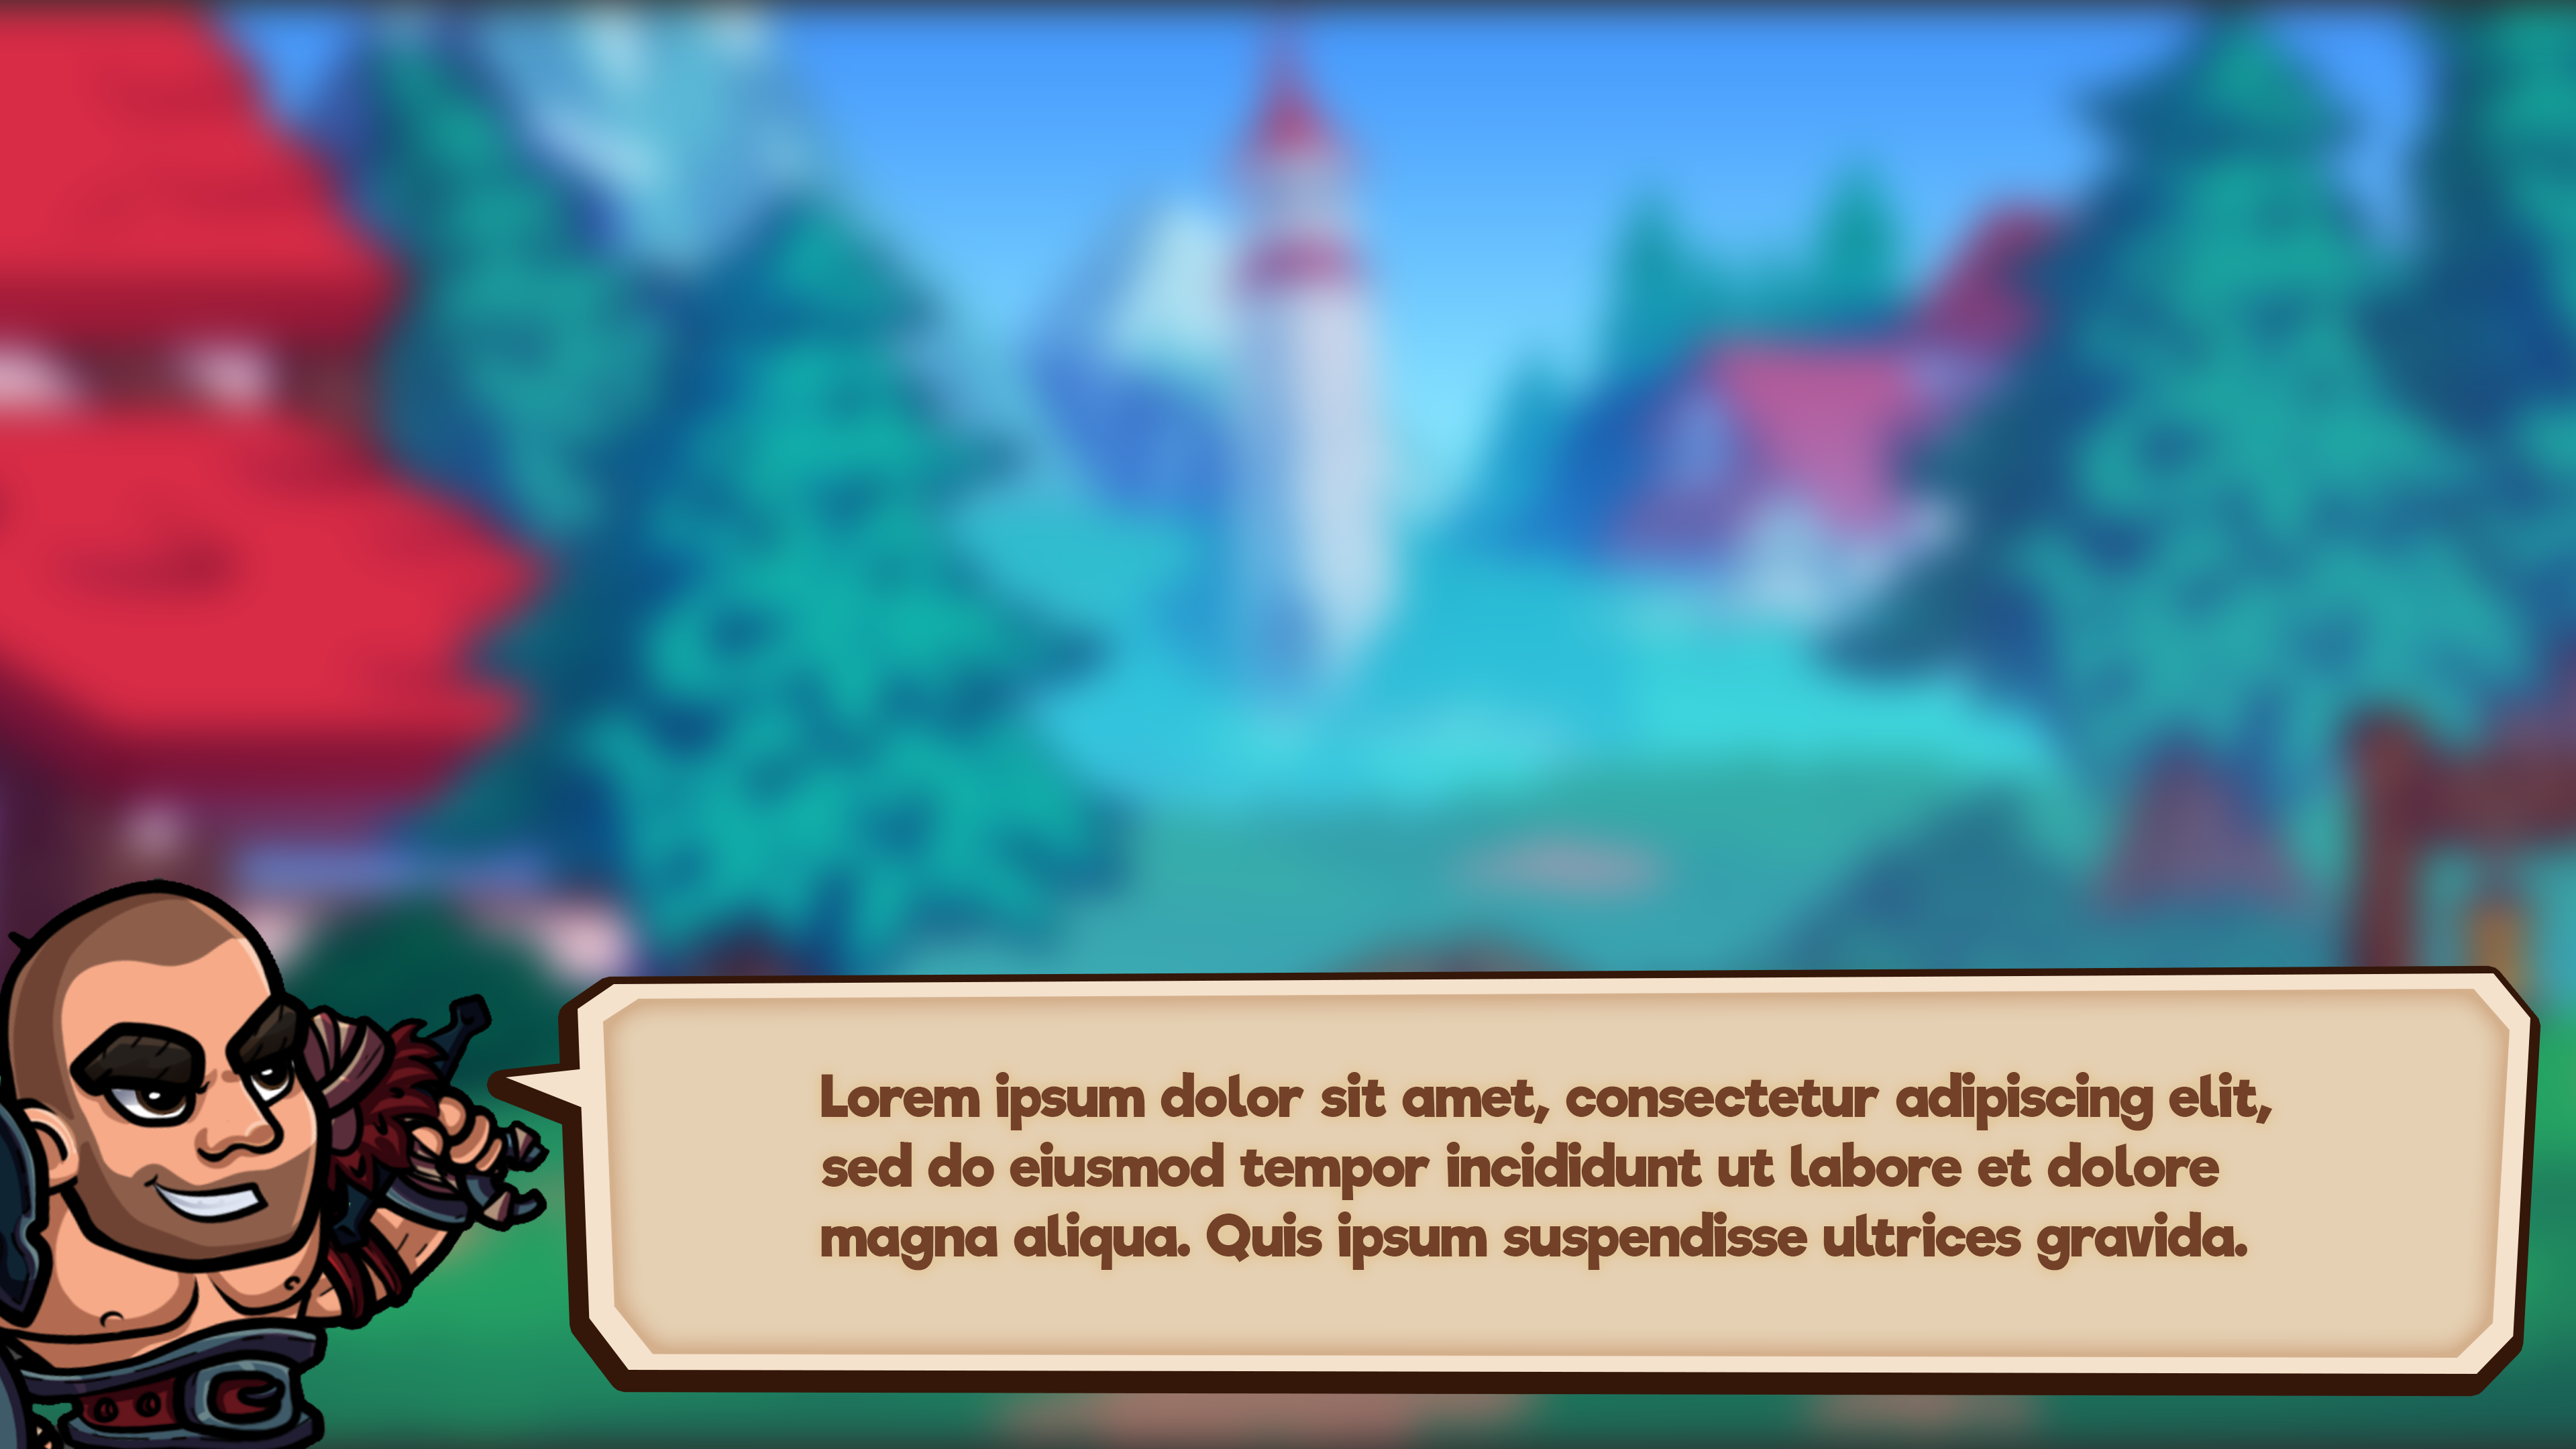 Lorem ipsum dolor sit amet, consectetur adipiscing elit,
sed do eiusmod tempor incididunt ut labore et dolore
magna aliqua. Quis ipsum suspendisse ultrices gravida.